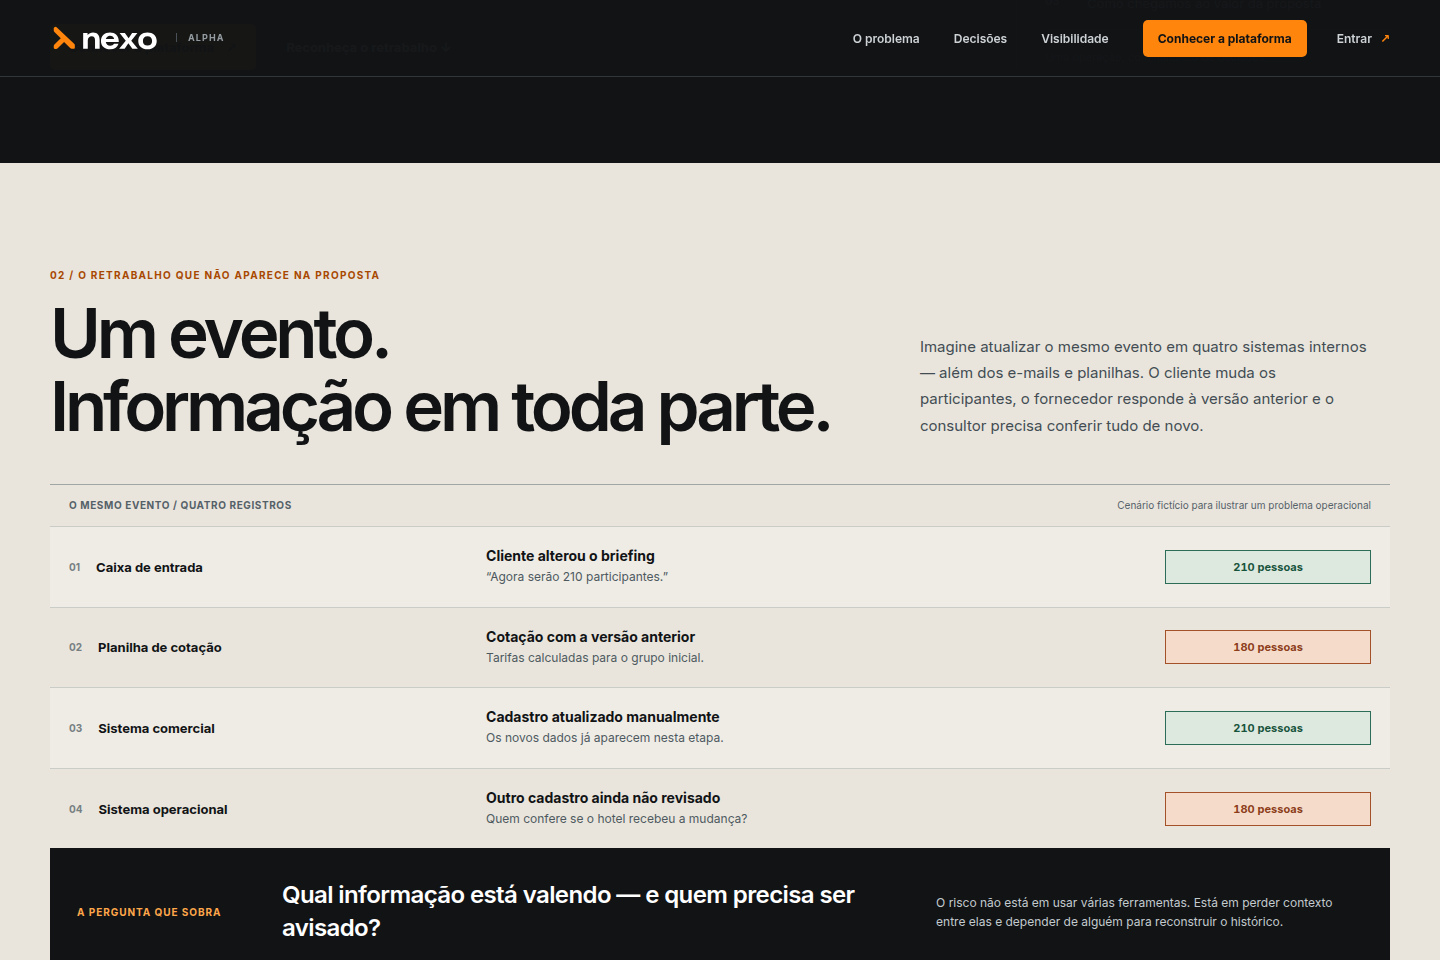 nexo
ALPHA
O problema
Decisões
Visibilidade
Conhecer a plataforma
Entrar ↗
02 / O RETRABALHO QUE NÃO APARECE NA PROPOSTA
Um evento.
Informação em toda parte.
Imagine atualizar o mesmo evento em quatro sistemas internos
— além dos e-mails e planilhas. O cliente muda os
participantes, o fornecedor responde à versão anterior e o
consultor precisa conferir tudo de novo.
O MESMO EVENTO / QUATRO REGISTROS
Cenário fictício para ilustrar um problema operacional
01 Caixa de entrada
Cliente alterou o briefing
“Agora serão 210 participantes.”
210 pessoas
02 Planilha de cotação
Cotação com a versão anterior
Tarifas calculadas para o grupo inicial.
180 pessoas
03 Sistema comercial
Cadastro atualizado manualmente
Os novos dados já aparecem nesta etapa.
210 pessoas
04 Sistema operacional
Outro cadastro ainda não revisado
Quem confere se o hotel recebeu a mudança?
180 pessoas
A PERGUNTA QUE SOBRA
Qual informação está valendo — e quem precisa ser
avisado?
O risco não está em usar várias ferramentas. Está em perder contexto
entre elas e depender de alguém para reconstruir o histórico.